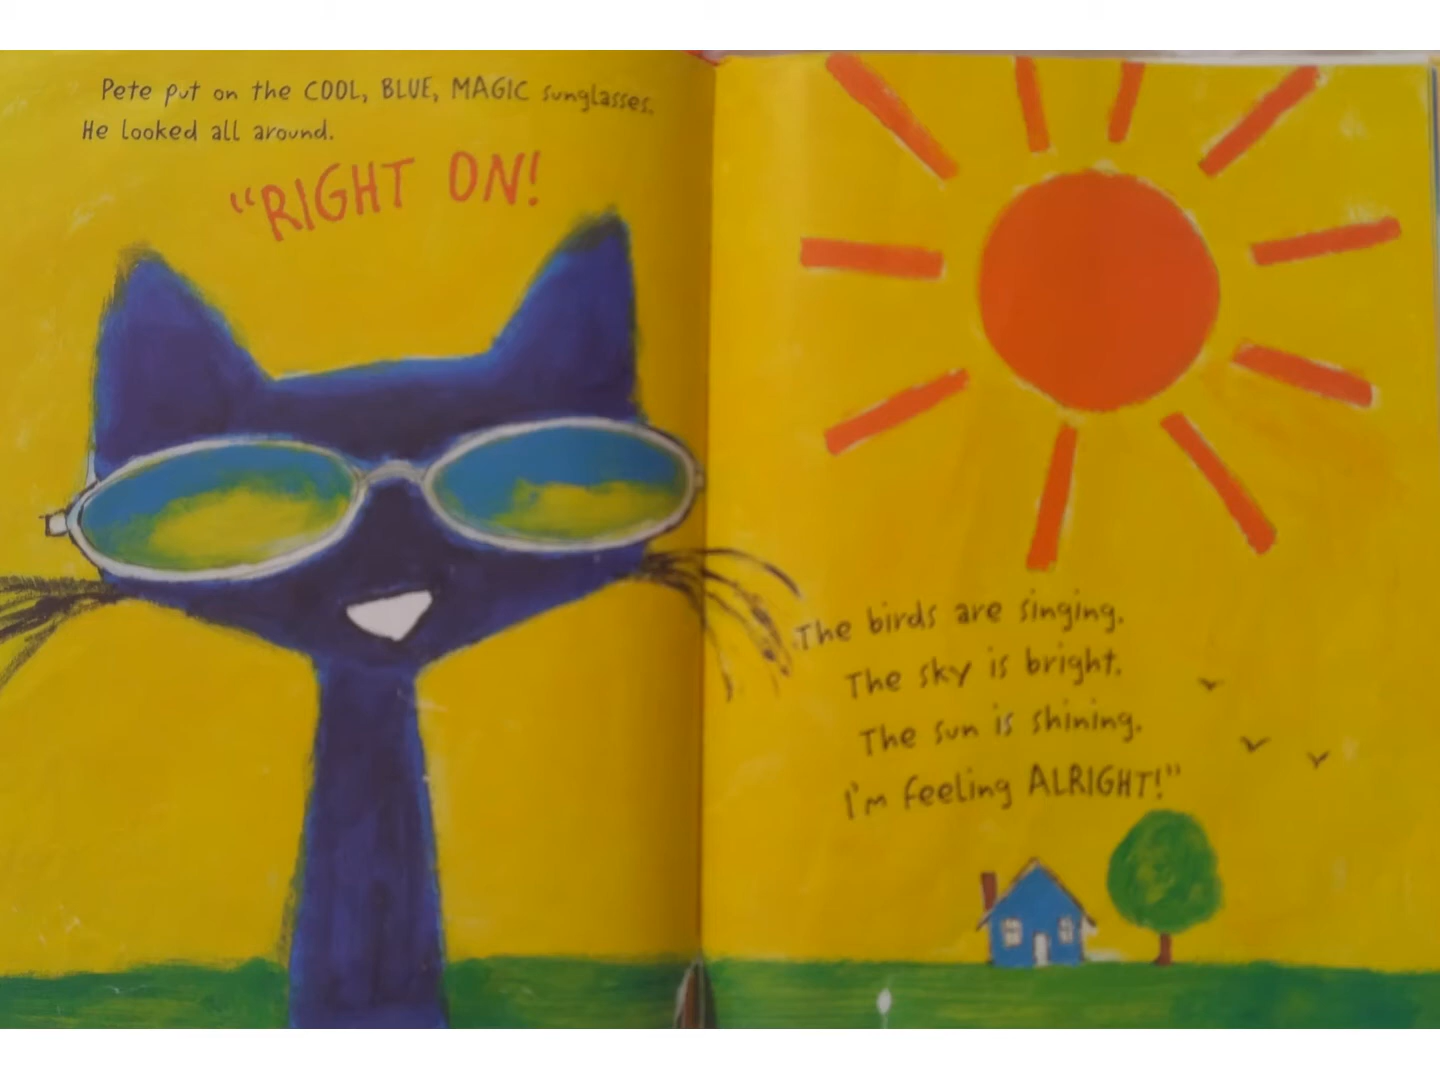 Pete put on the COOL, BLUE, MAGIC sunglasses.
He looked all around.
“RIGHT ON!
The birds are singing.
The sky is bright.
The sun is shining.
I'm feeling ALRIGHT!”